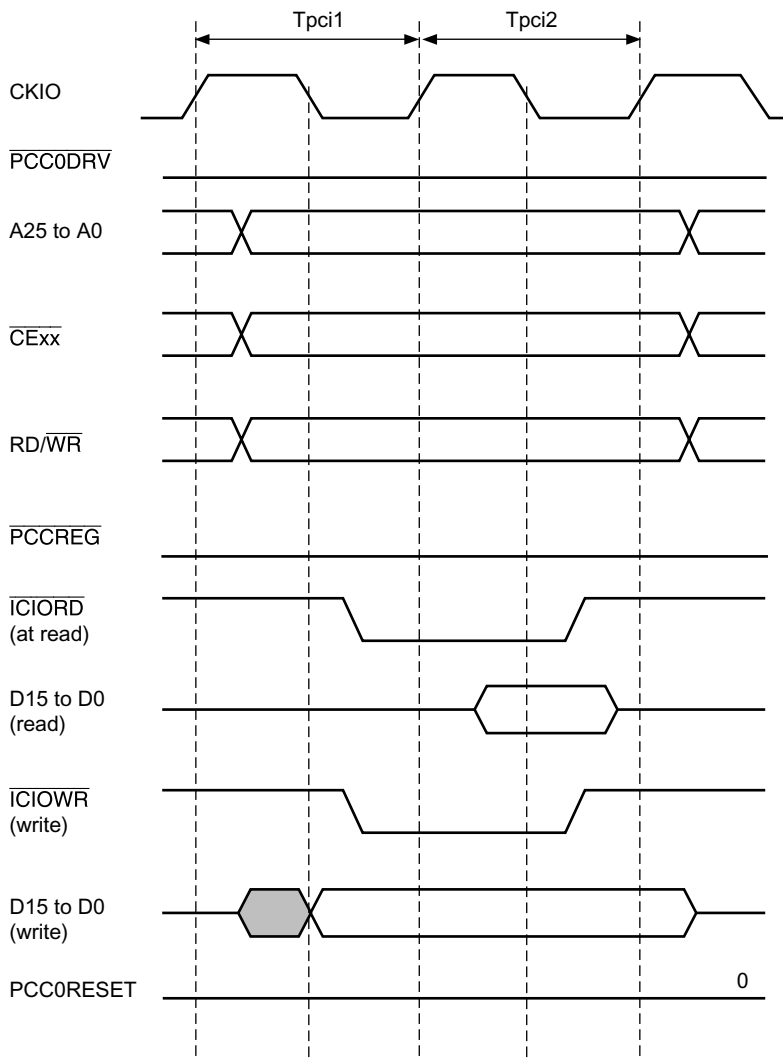 Tpci1 Tpci2
CKIO
PCC0DRV
A25 to A0
CExx
RD/WR
PCCREG
ICIORD
(at read)
D15 to D0
(read)
ICIOWR
(write)
D15 to D0
(write)
0
PCC0RESET